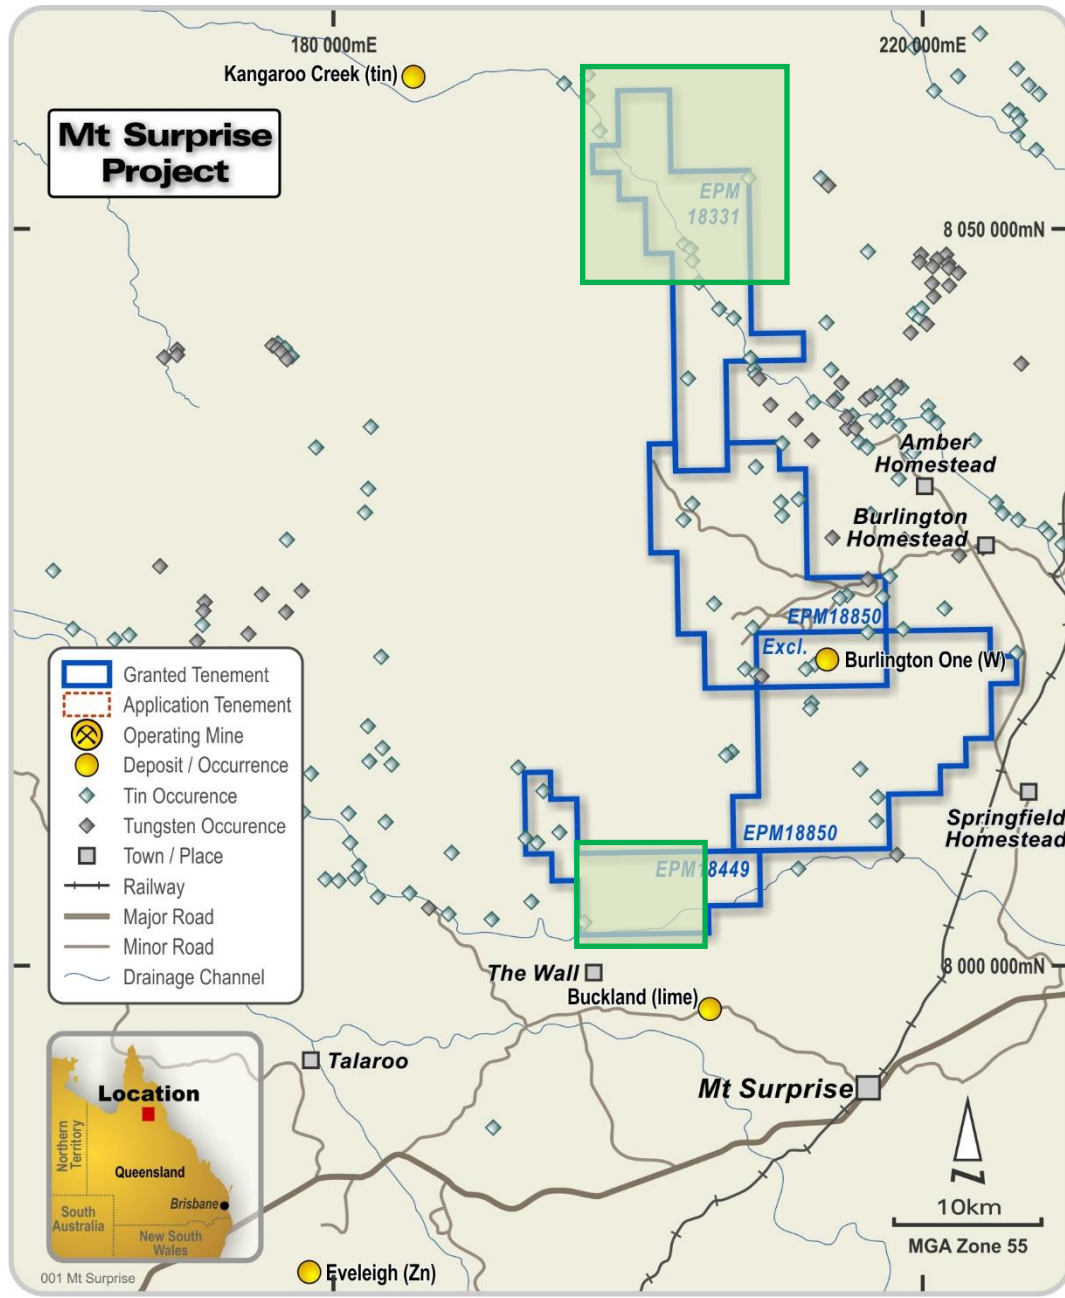 180 000mE
220 000mE
Kangaroo Creek (tin)
Mt Surprise
Project
EPM
18331
8 050 000mN
Amber
Homestead
Burlington
Homestead
EPM18850
Excl.
Burlington One (W)
Granted Tenement
Application Tenement
Operating Mine
Deposit / Occurrence
Tin Occurence
Tungsten Occurence
Town / Place
Railway
Major Road
Minor Road
Drainage Channel
Springfield
Homestead
EPM18850
EPM18449
The Wall
8 000 000mN
Buckland (lime)
Talaroo
Mt Surprise
Location
Northern
Territory
Queensland
Brisbane
South
Australia
New South
Wales
N
10km
MGA Zone 55
Eveleigh (Zn)
001 Mt Surprise